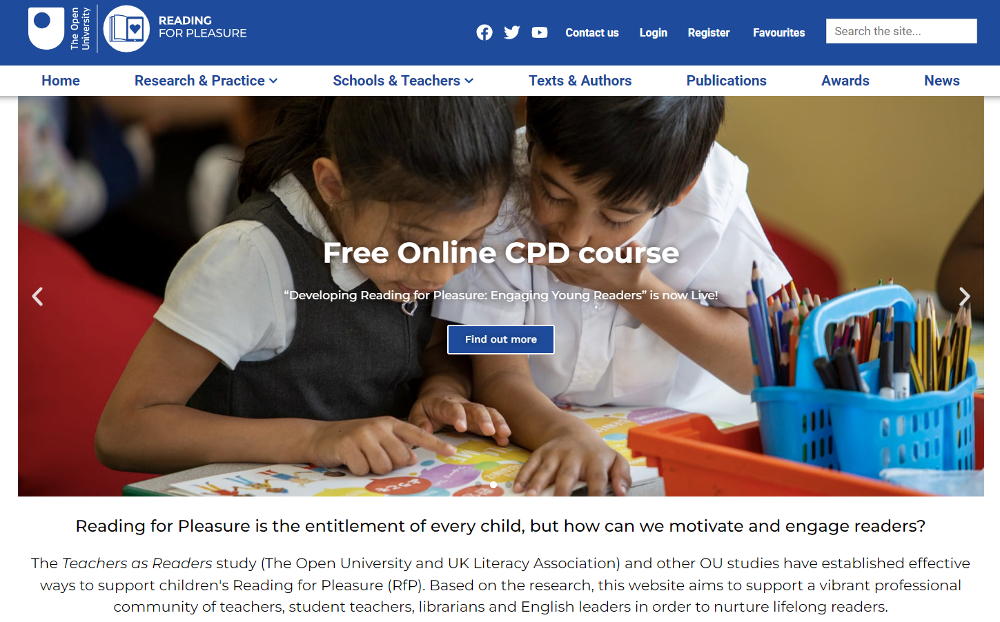 The Open
University
READING
FOR PLEASURE
Contact us
Login
Register
Favourites
Search the site...
Home
Research & Practice
Schools & Teachers
Texts & Authors
Publications
Awards
News
Free Online CPD course
“Developing Reading for Pleasure: Engaging Young Readers” is now Live!
Find out more
Reading for Pleasure is the entitlement of every child, but how can we motivate and engage readers?
The Teachers as Readers study (The Open University and UK Literacy Association) and other OU studies have established effective
ways to support children's Reading for Pleasure (RfP). Based on the research, this website aims to support a vibrant professional
community of teachers, student teachers, librarians and English leaders in order to nurture lifelong readers.